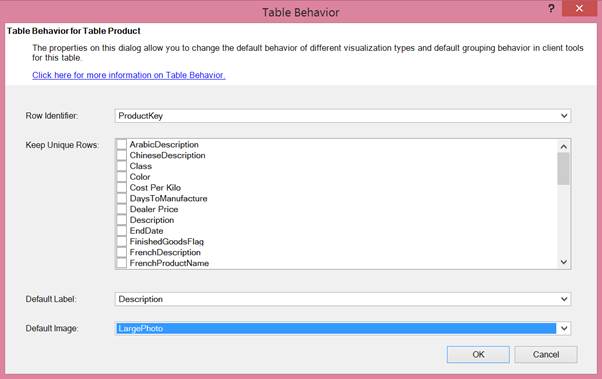 Table Behavior
?
Table Behavior for Table Product
The properties on this dialog allow you to change the default behavior of different visualization types and default grouping behavior in client tools
for this table.
Click here for more information on Table Behavior.
Row Identifier:
ProductKey
Keep Unique Rows:
ArabicDescription
ChineseDescription
Class
Color
Cost Per Kilo
DaysToManufacture
Dealer Price
Description
EndDate
FinishedGoodsFlag
FrenchDescription
FrenchProductName
Default Label:
Description
Default Image:
LargePhoto
OK
Cancel